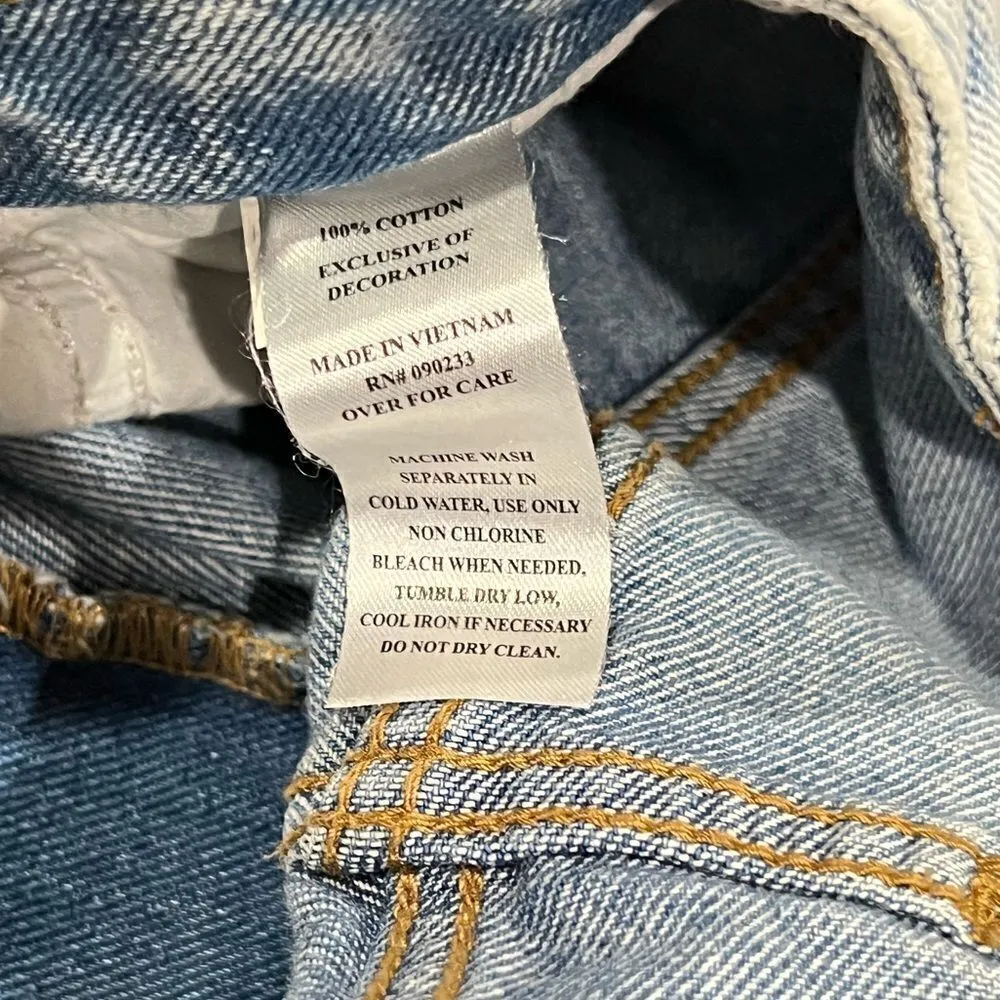 100% COTTON
EXCLUSIVE OF
DECORATION
MADE IN VIETNAM
RN# 090233
OVER FOR CARE
MACHINE WASH
SEPARATELY IN
COLD WATER, USE ONLY
NON CHLORINE
BLEACH WHEN NEEDED,
TUMBLE DRY LOW,
COOL IRON IF NECESSARY
DO NOT DRY CLEAN.